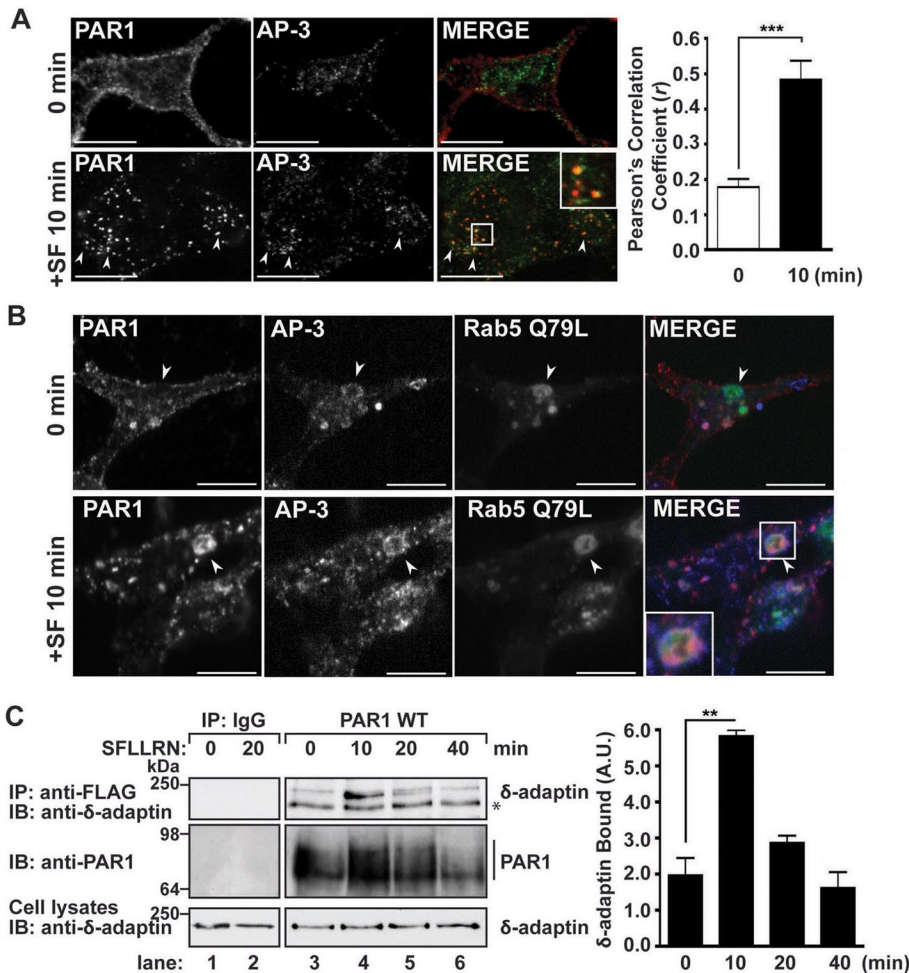 A
PAR1 AP-3 MERGE
0 min
PAR1 AP-3 MERGE
+SF 10 min
Pearson's Correlation
Coefficient (r)
0.6
0.5
0.4
0.3
0.2
0.1
0.0
***
0 10 (min)
B
PAR1 AP-3 Rab5 Q79L MERGE
0 min
PAR1 AP-3 Rab5 Q79L MERGE
+SF 10 min
C
IP: IgG PAR1 WT
SFLLRN: 0 20 0 10 20 40 min
kDa
250
IP: anti-FLAG δ-adaptin
IB: anti-δ-adaptin *
98
IB: anti-PAR1 PAR1
64
Cell lysates
250
IB: anti-δ-adaptin δ-adaptin
lane: 1 2 3 4 5 6
δ-adaptin Bound (A.U.)
6.0
5.0
4.0
3.0
2.0
1.0
0.0
**
0 10 20 40 (min)